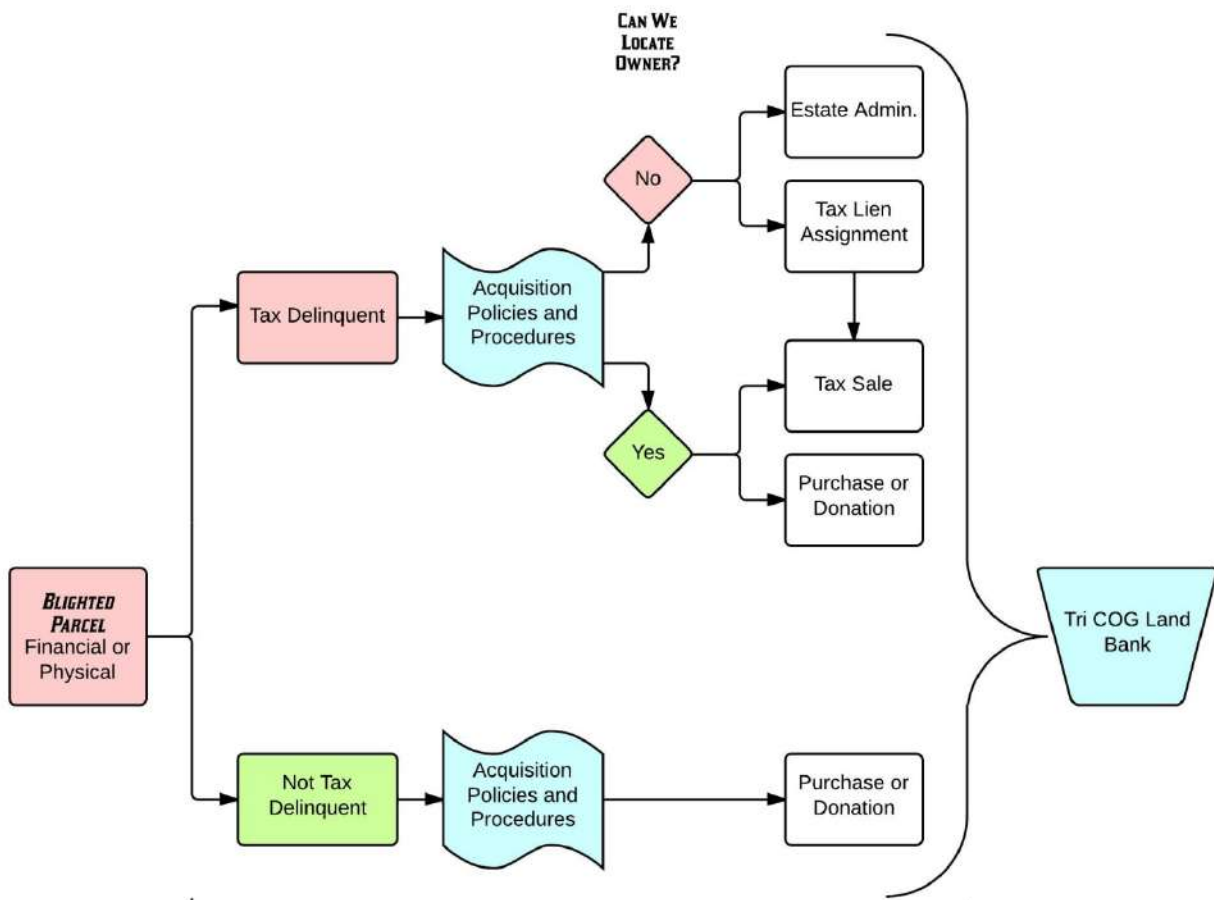 CAN WE
LOCATE
OWNER?
Estate Admin.
No
Tax Lien
Assignment
Tax Delinquent
Acquisition
Policies and
Procedures
Tax Sale
Yes
Purchase or
Donation
BLIGHTED
PARCEL
Financial or
Physical
Tri COG Land
Bank
Not Tax
Delinquent
Acquisition
Policies and
Procedures
Purchase or
Donation